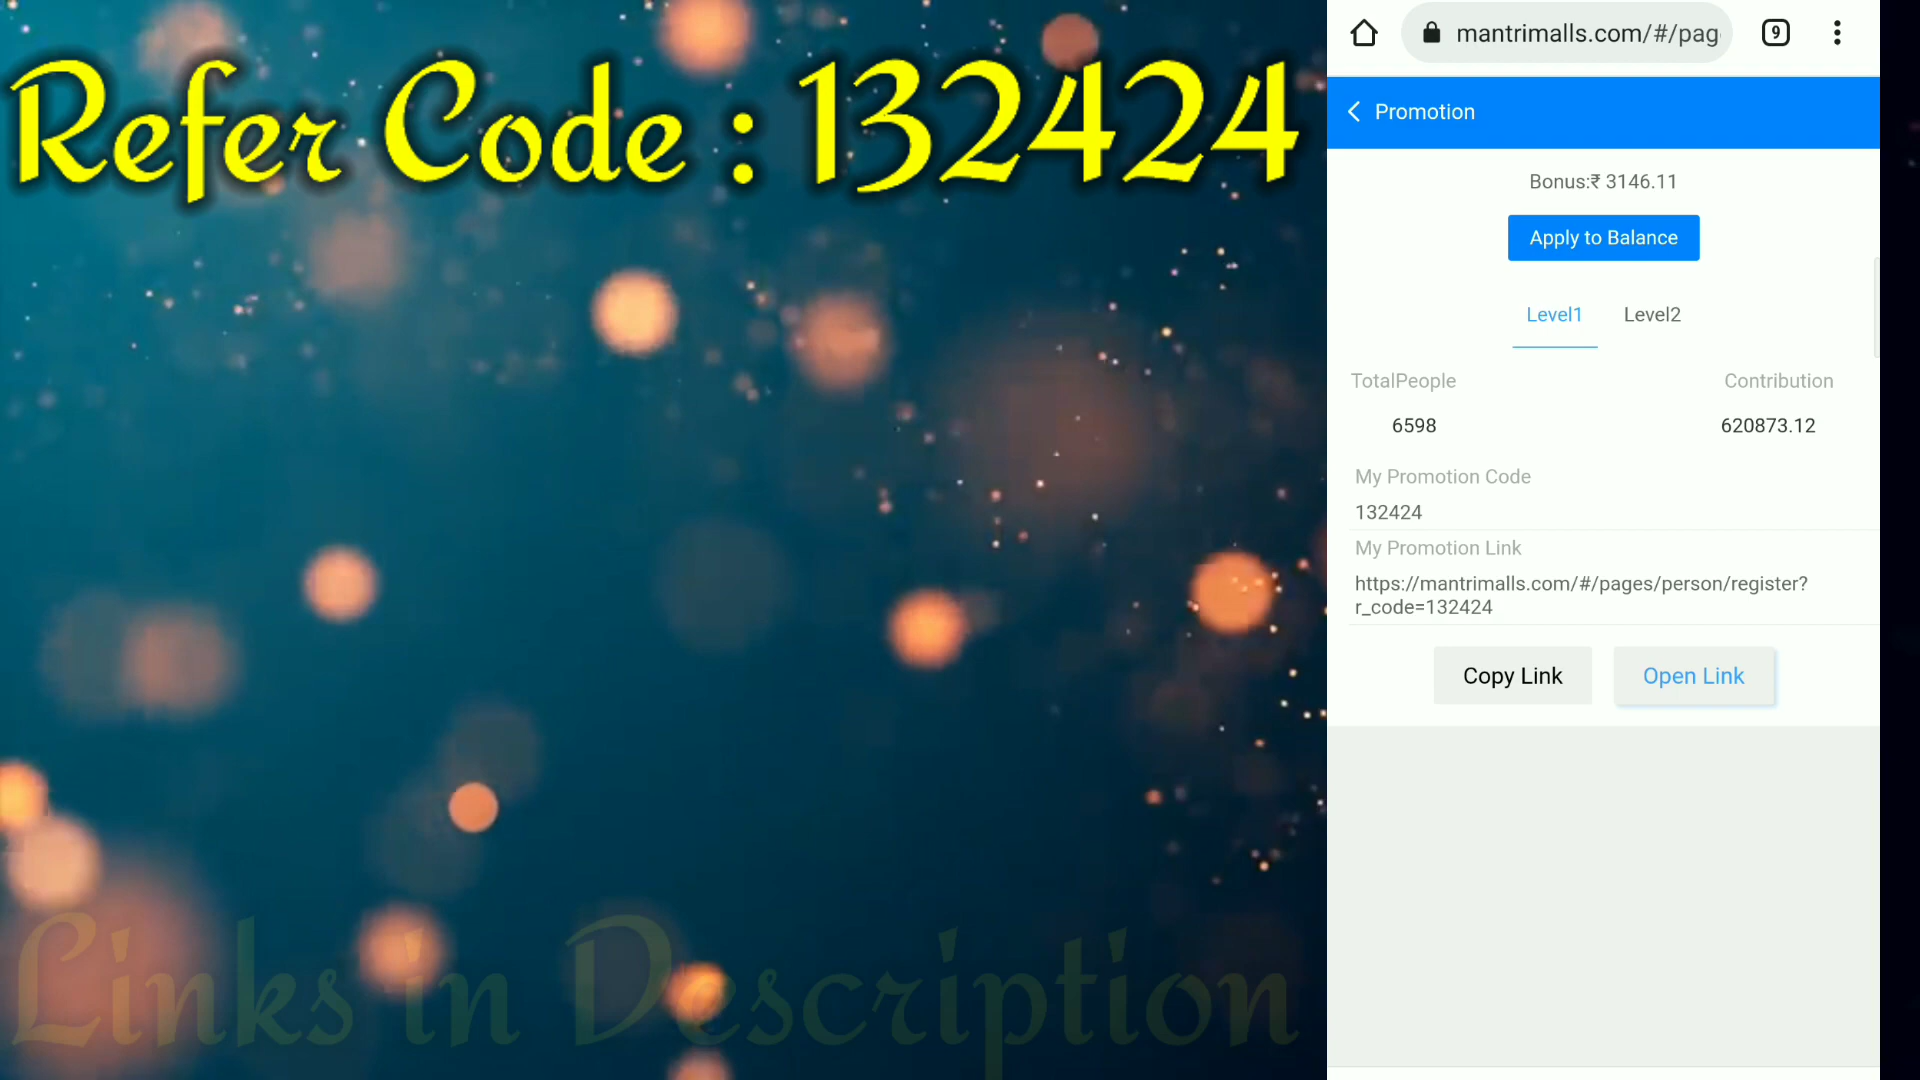 Refer Code : 132424
Links in Description
mantrimalls.com/#/pag
9
Promotion
Bonus:₹ 3146.11
Apply to Balance
Level1 Level2
TotalPeople Contribution
6598 620873.12
My Promotion Code
132424
My Promotion Link
https://mantrimalls.com/#/pages/person/register?
r_code=132424
Copy Link Open Link